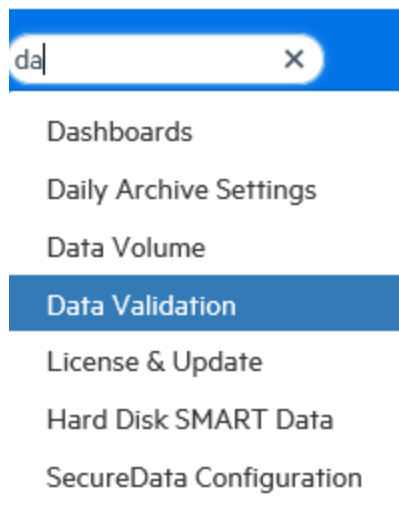 da
Dashboards
Daily Archive Settings
Data Volume
Data Validation
License & Update
Hard Disk SMART Data
SecureData Configuration